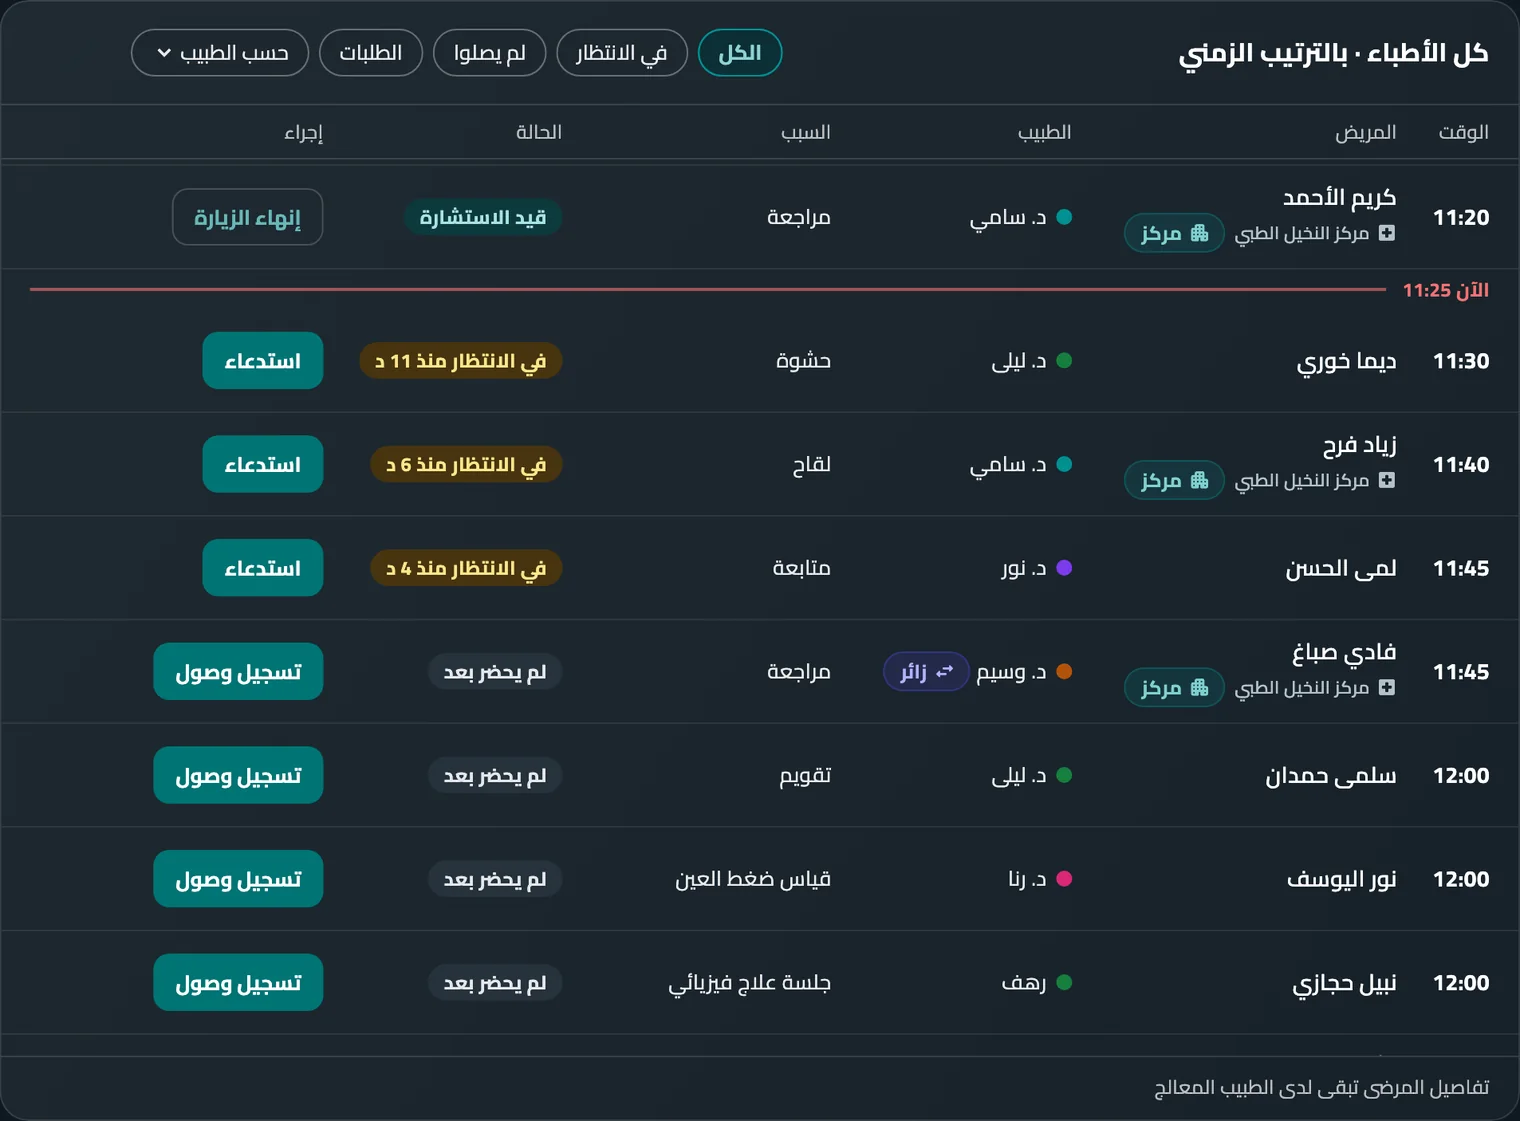 كل الأطباء · بالترتيب الزمني
الكل
في الانتظار
لم يصلوا
الطلبات
حسب الطبيب
الوقت المريض الطبيب السبب الحالة إجراء
11:20 كريم الأحمد د. سامي مراجعة قيد الاستشارة إنهاء الزيارة
مركز النخيل الطبي مركز
الآن 11:25
11:30 ديما خوري د. ليلى حشوة في الانتظار منذ 11 د استدعاء
11:40 زياد فرح د. سامي لقاح في الانتظار منذ 6 د استدعاء
مركز النخيل الطبي مركز
11:45 لمى الحسن د. نور متابعة في الانتظار منذ 4 د استدعاء
11:45 فادي صباغ د. وسيم زائر مراجعة لم يحضر بعد تسجيل وصول
مركز النخيل الطبي مركز
12:00 سلمى حمدان د. ليلى تقويم لم يحضر بعد تسجيل وصول
12:00 نور اليوسف د. رنا قياس ضغط العين لم يحضر بعد تسجيل وصول
12:00 نبيل حجازي رهف جلسة علاج فيزيائي لم يحضر بعد تسجيل وصول
تفاصيل المرضى تبقى لدى الطبيب المعالج